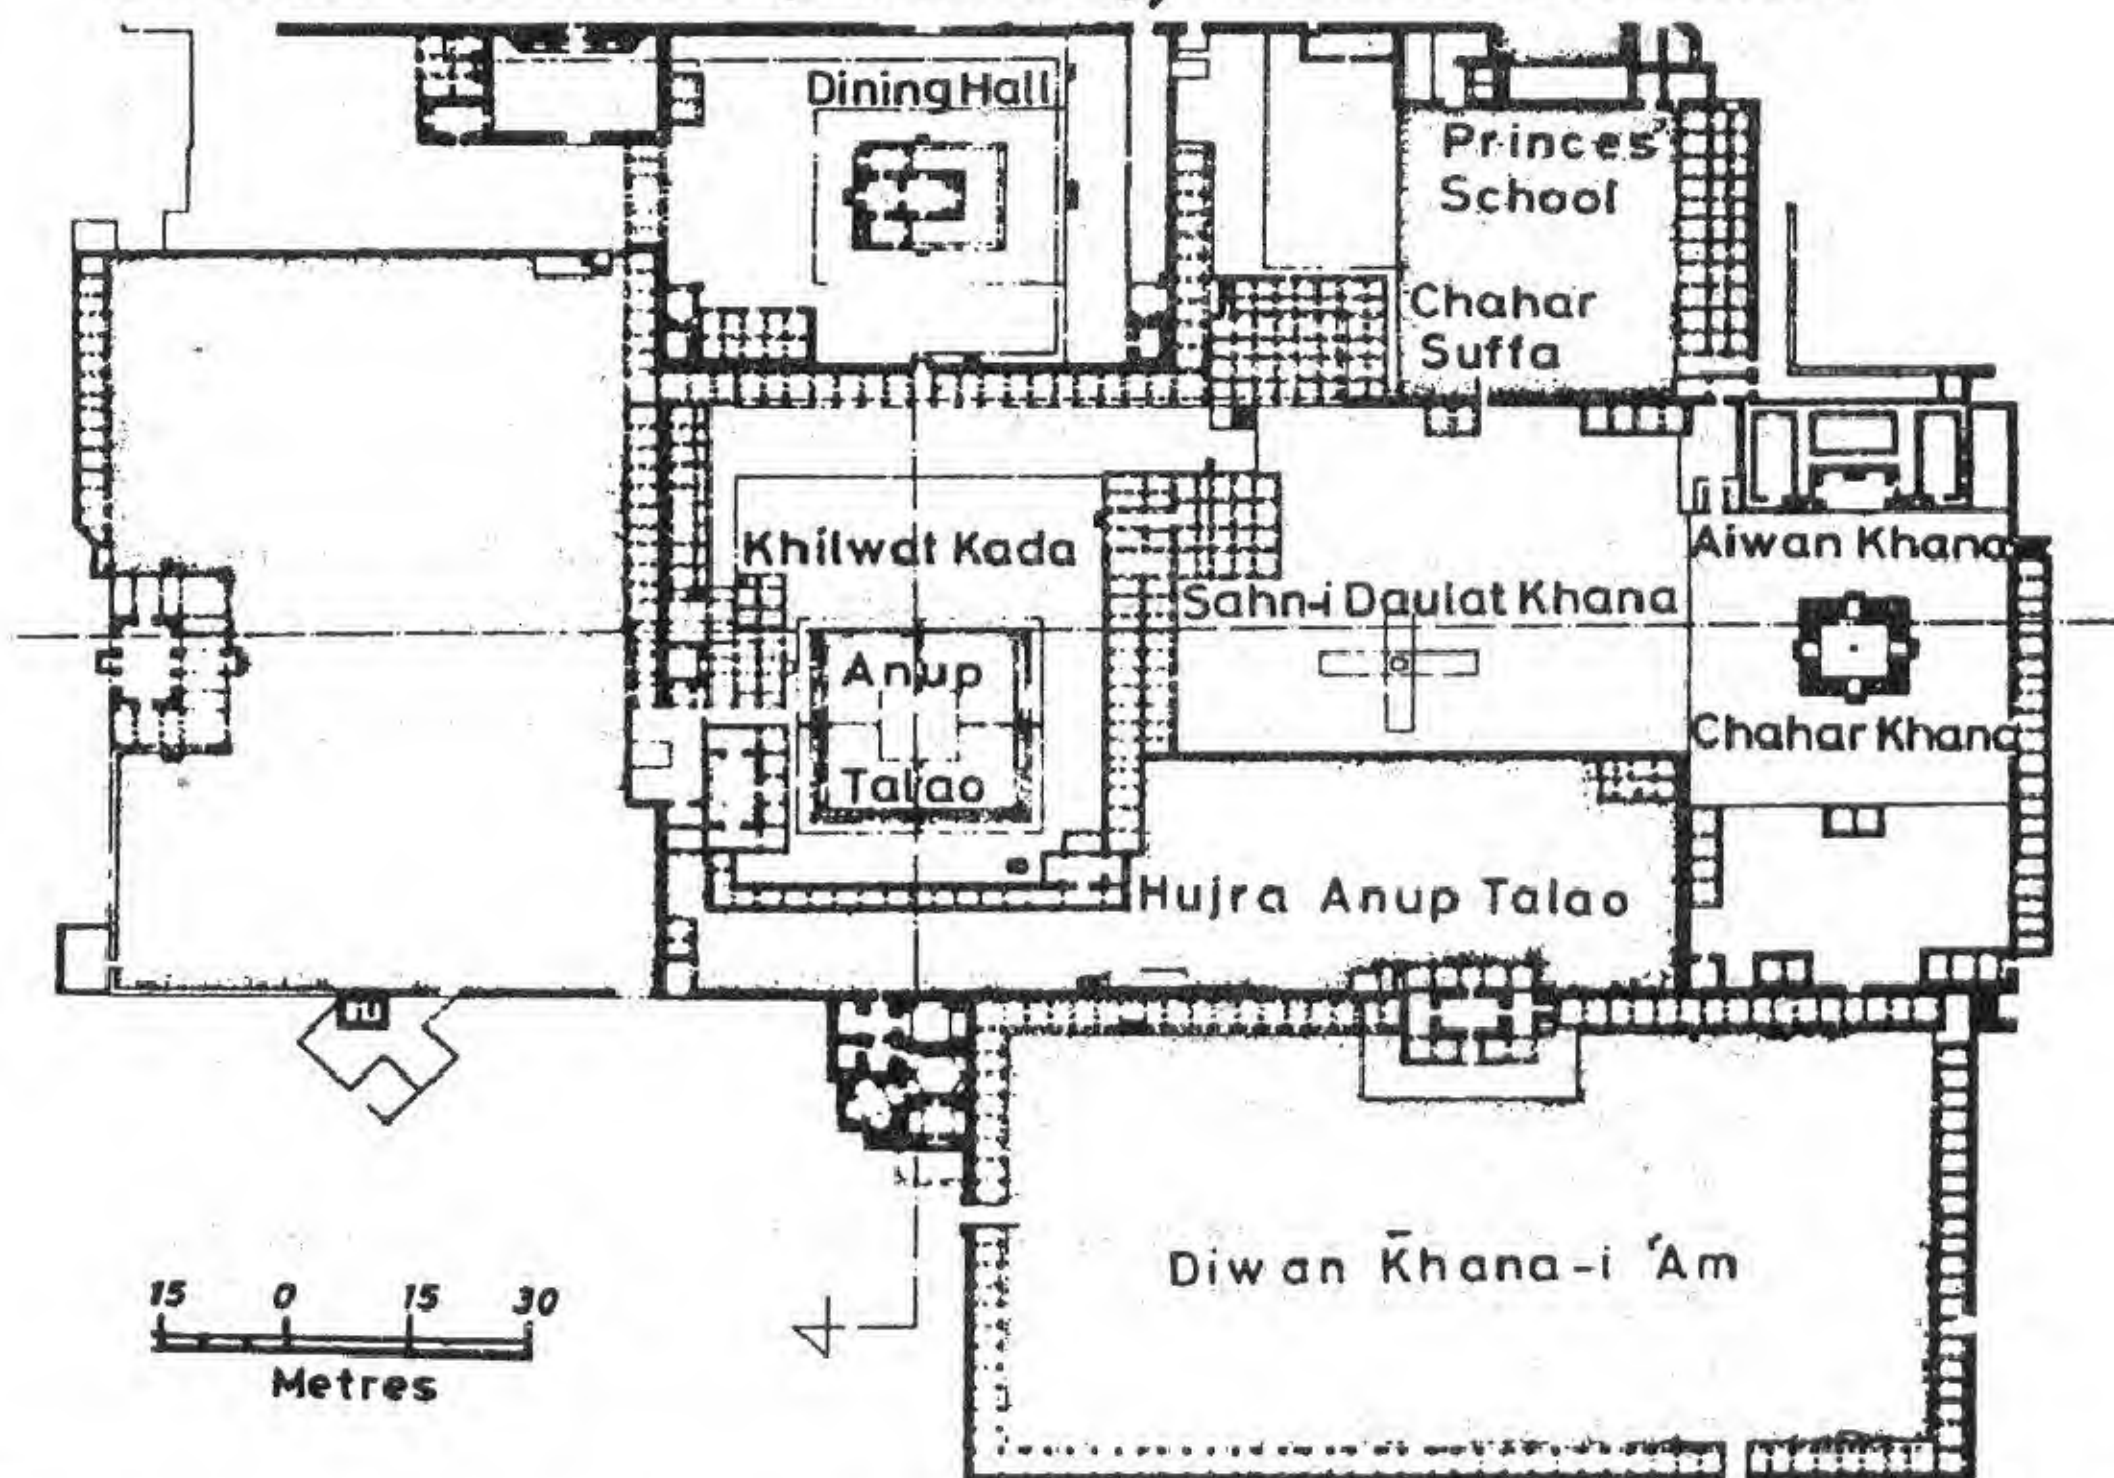 Dining Hall
Princes'
School
Chahar
Suffa
Khilwat Kada
Aiwan Khana
Sahn-i Daulat Khana
Anup
Talao
Chahar Khana
Hujra Anup Talao
Diwan Khana-i 'Am
15 0 15 30
Metres